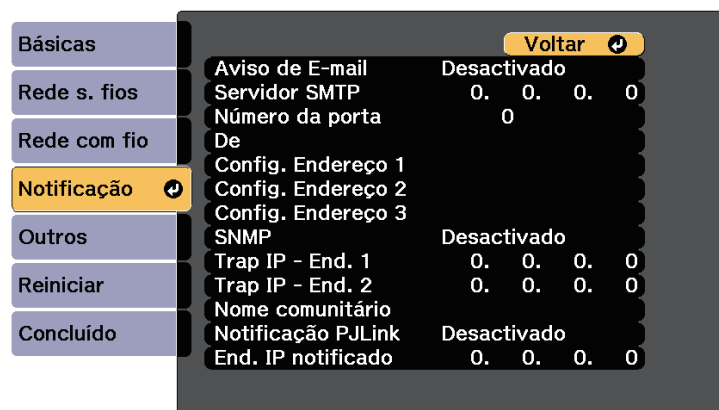 Básicas
Rede s. fios
Rede com fio
Notificação
Outros
Reiniciar
Concluído
Voltar
Aviso de E-mail Desactivado
Servidor SMTP 0. 0. 0. 0
Número da porta 0
De
Config. Endereço 1
Config. Endereço 2
Config. Endereço 3
SNMP Desactivado
Trap IP - End. 1 0. 0. 0. 0
Trap IP - End. 2 0. 0. 0. 0
Nome comunitário
Notificação PJLink Desactivado
End. IP notificado 0. 0. 0. 0